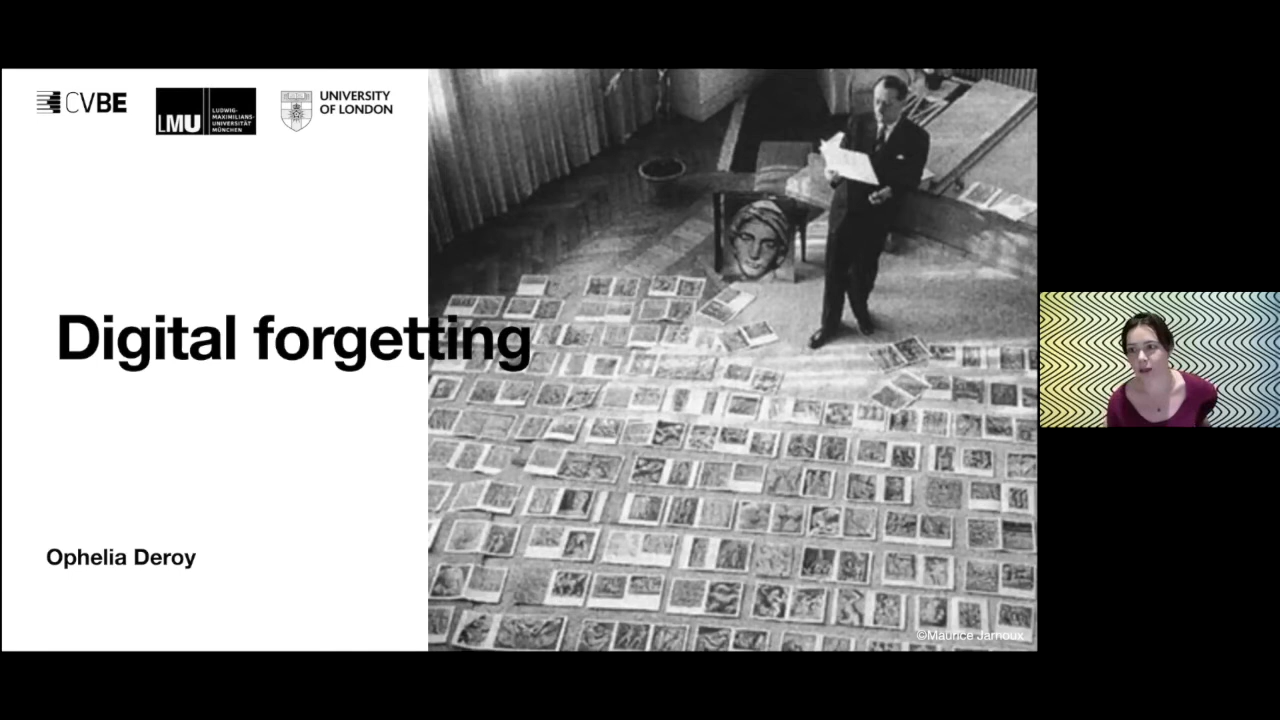 CVBE
LMU
LUDWIG-
MAXIMILIANS-
UNIVERSITÄT
MÜNCHEN
UNIVERSITY
OF LONDON
Digital forgetting
Ophelia Deroy
©Maurice Jarnoux